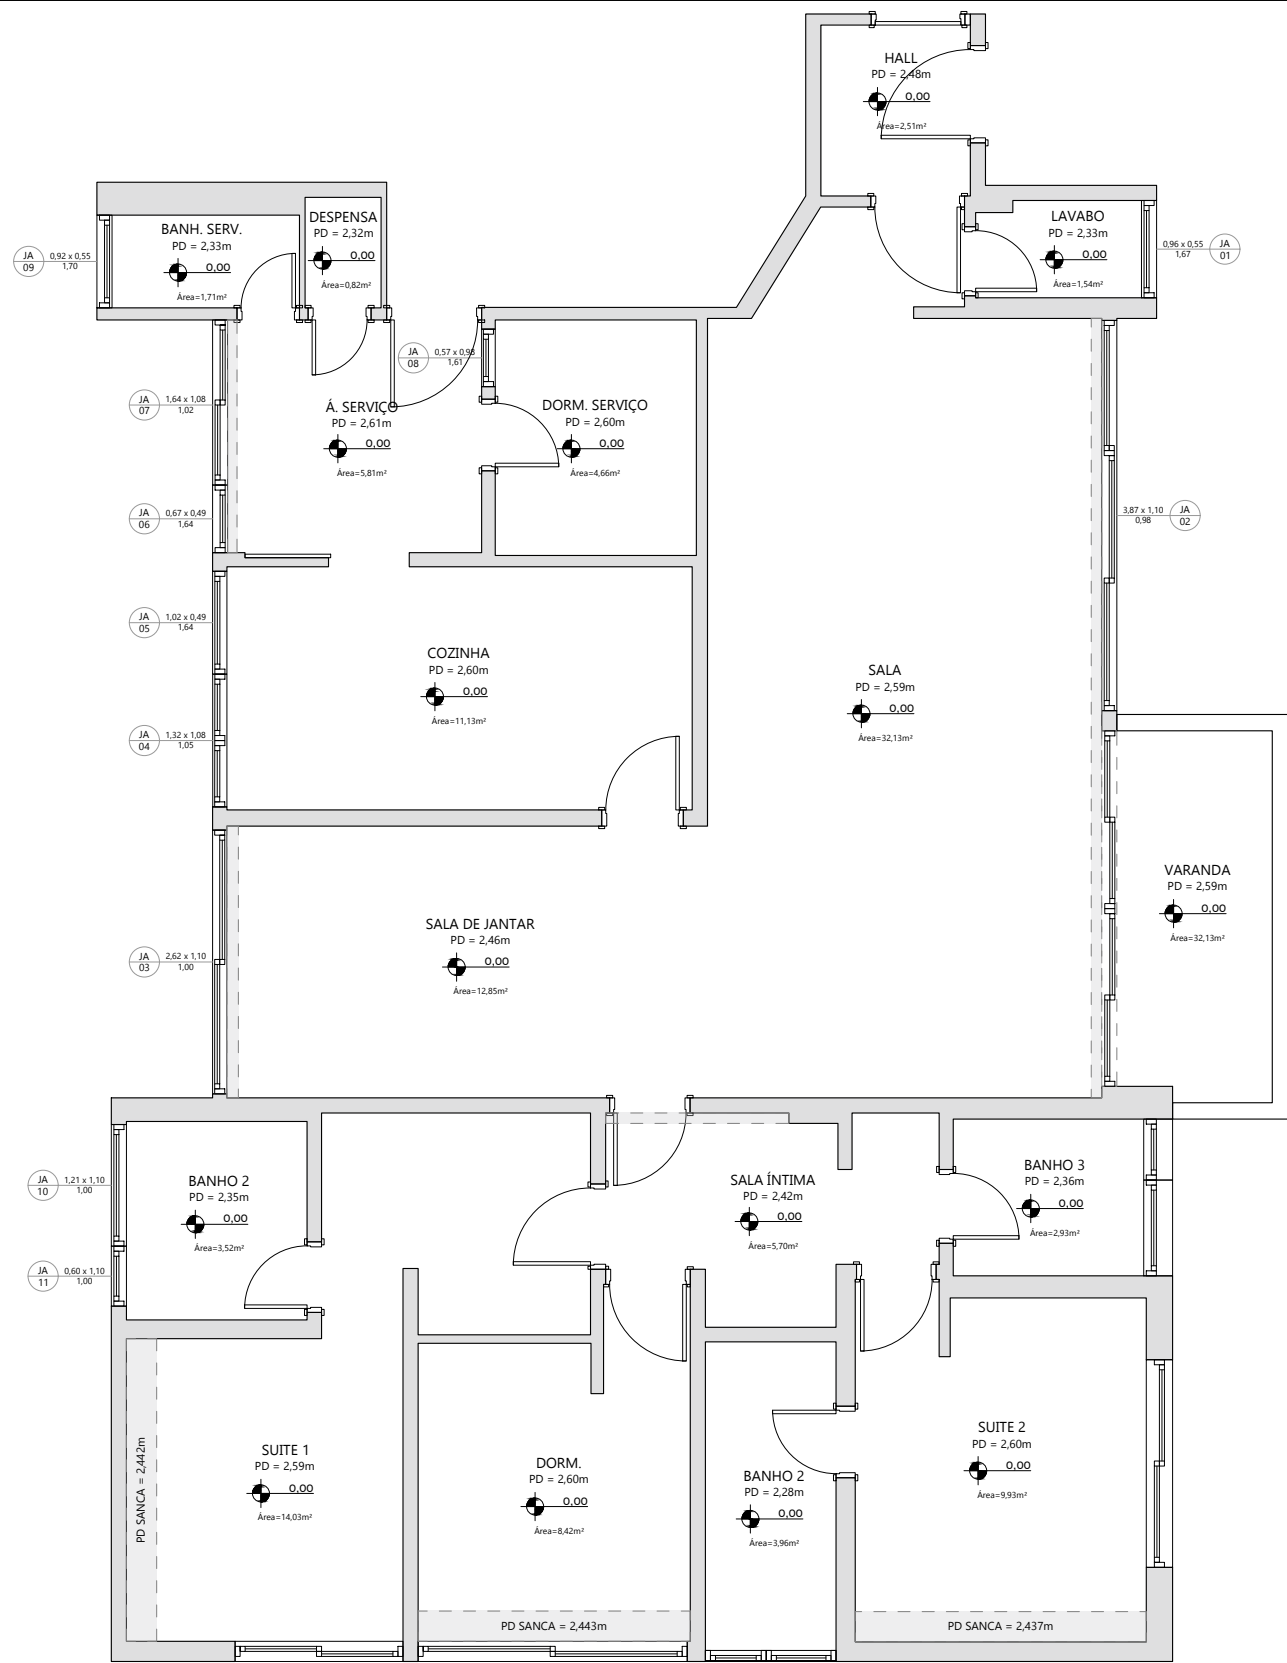 HALL
PD = 2,48m
0,00
Área=2,51m²
LAVABO
PD = 2,33m
0,00
Área=1,54m²
0,96 x 0,55
1,67
JA
01
BANH. SERV.
PD = 2,33m
0,00
Área=1,71m²
JA
09
0,92 x 0,55
1,70
DESPENSA
PD = 2,32m
0,00
Área=0,82m²
JA
08
0,57 x 0,98
1,61
JA
07
1,64 x 1,08
1,02
Á. SERVIÇO
PD = 2,61m
0,00
Área=5,81m²
DORM. SERVIÇO
PD = 2,60m
0,00
Área=4,66m²
JA
06
0,67 x 0,49
1,64
3,87 x 1,10
0,98
JA
02
JA
05
1,02 x 0,49
1,64
COZINHA
PD = 2,60m
0,00
Área=11,13m²
SALA
PD = 2,59m
0,00
Área=32,13m²
JA
04
1,32 x 1,08
1,05
VARANDA
PD = 2,59m
0,00
Área=32,13m²
SALA DE JANTAR
PD = 2,46m
0,00
Área=12,85m²
JA
03
2,62 x 1,10
1,00
BANHO 2
PD = 2,35m
0,00
Área=3,52m²
JA
10
1,21 x 1,10
1,00
JA
11
0,60 x 1,10
1,00
SALA ÍNTIMA
PD = 2,42m
0,00
Área=5,70m²
BANHO 3
PD = 2,36m
0,00
Área=2,93m²
SUITE 1
PD = 2,59m
0,00
Área=14,03m²
PD SANCA = 2,442m
DORM.
PD = 2,60m
0,00
Área=8,42m²
PD SANCA = 2,443m
BANHO 2
PD = 2,28m
0,00
Área=3,96m²
SUITE 2
PD = 2,60m
0,00
Área=9,93m²
PD SANCA = 2,437m